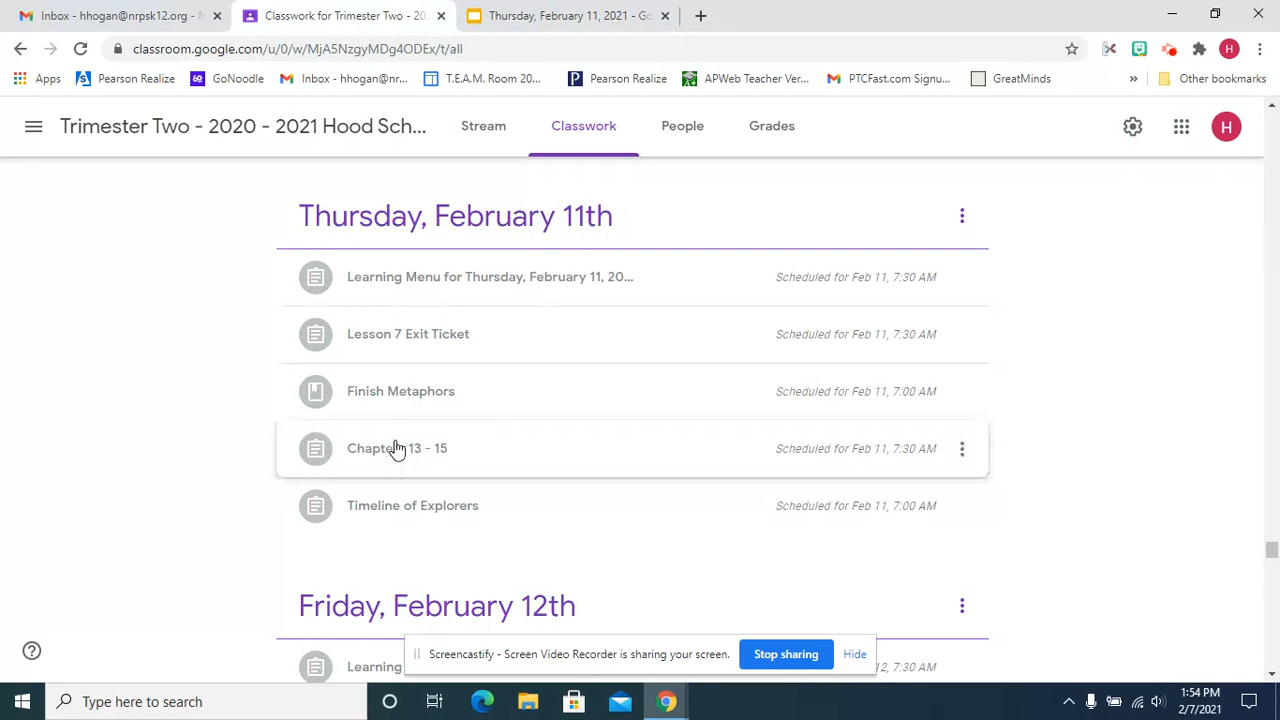 Inbox - hhogan@nrpsk12.org - M
Classwork for Trimester Two - 202
Thursday, February 11, 2021 - Go
classroom.google.com/u/0/w/MjA5NzgyMDg4ODEx/t/all
H
Apps
Pearson Realize
GoNoodle
Inbox - hhogan@nr...
T.E.A.M. Room 20...
Pearson Realize
APWeb Teacher Ver...
PTCFast.com Signu...
GreatMinds
»
Other bookmarks
Trimester Two - 2020 - 2021 Hood Sch...
Stream
Classwork
People
Grades
H
Thursday, February 11th
Learning Menu for Thursday, February 11, 20...
Scheduled for Feb 11, 7:30 AM
Lesson 7 Exit Ticket
Scheduled for Feb 11, 7:30 AM
Finish Metaphors
Scheduled for Feb 11, 7:00 AM
13 - 15
Scheduled for Feb 11, 7:30 AM
Timeline of Explorers
Scheduled for Feb 11, 7:00 AM
Friday, February 12th
Learning
12, 7:30 AM
Screencastify - Screen Video Recorder is sharing your screen.
Stop sharing
Hide
Type here to search
1:54 PM
2/7/2021